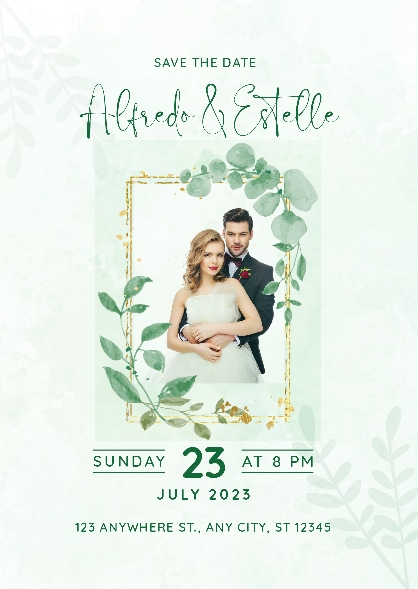 SAVE THE DATE
Alfredo & Estelle
SUNDAY 23 AT 8 PM
JULY 2023
123 ANYWHERE ST., ANY CITY, ST 12345